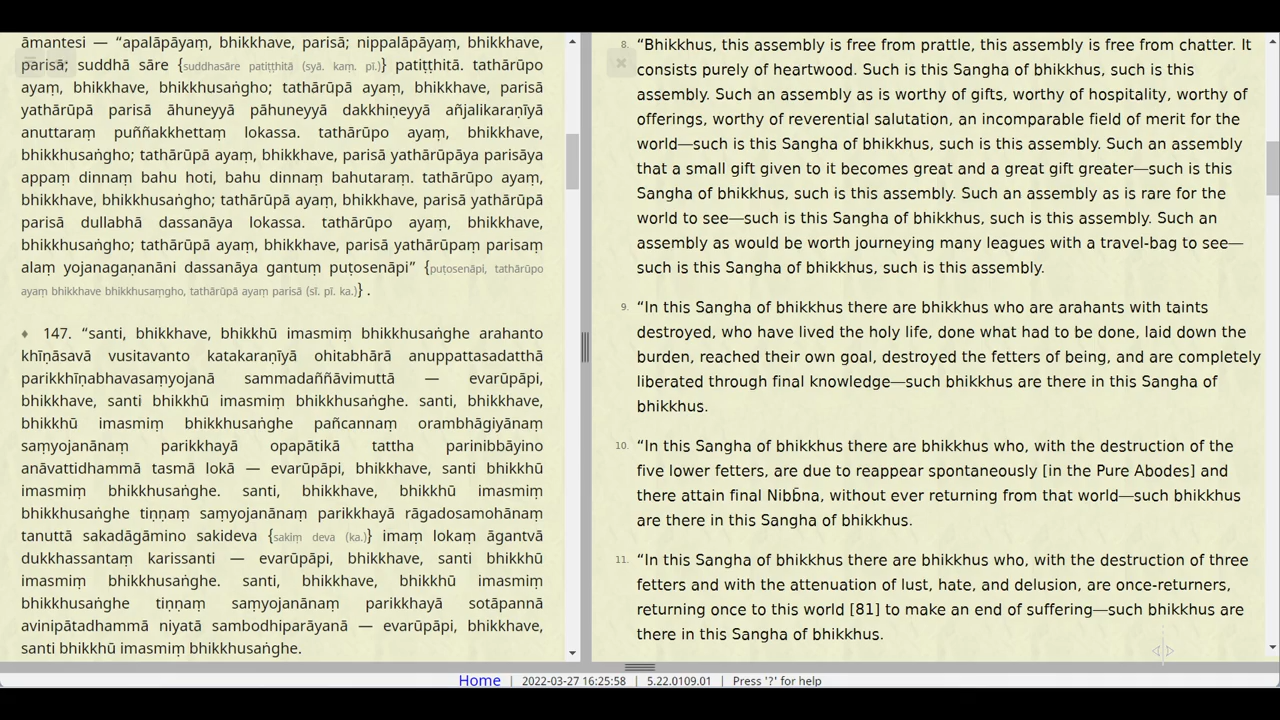 āmantesi — “apalāpāyaṃ, bhikkhave, parisā; nippalāpāyaṃ, bhikkhave,
parisā; suddhā sāre {suddhasāre patiṭṭhitā (syā. kaṃ. pī.)} patiṭṭhitā. tathārūpo
ayaṃ, bhikkhave, bhikkhusaṅgho; tathārūpā ayaṃ, bhikkhave, parisā
yathārūpā parisā āhuneyyā pāhuneyyā dakkhiṇeyyā añjalikaraṇīyā
anuttaraṃ puññakkhettaṃ lokassa. tathārūpo ayaṃ, bhikkhave,
bhikkhusaṅgho; tathārūpā ayaṃ, bhikkhave, parisā yathārūpāya parisāya
appaṃ dinnaṃ bahu hoti, bahu dinnaṃ bahutaraṃ. tathārūpo ayaṃ,
bhikkhave, bhikkhusaṅgho; tathārūpā ayaṃ, bhikkhave, parisā yathārūpā
parisā dullabhā dassanāya lokassa. tathārūpo ayaṃ, bhikkhave,
bhikkhusaṅgho; tathārūpā ayaṃ, bhikkhave, parisā yathārūpaṃ parisaṃ
alaṃ yojanagaṇanāni dassanāya gantuṃ puṭosenāpi” {puṭosenāpi, tathārūpo
ayaṃ bhikkhave bhikkhusaṃgho, tathārūpā ayaṃ parisā (sī. pī. ka.)} .
♦ 147. “santi, bhikkhave, bhikkhū imasmiṃ bhikkhusaṅghe arahanto
khīṇāsavā vusitavanto katakaraṇīyā ohitabhārā anuppattasadatthā
parikkhīṇabhavasaṃyojanā sammadaññāvimuttā — evarūpāpi,
bhikkhave, santi bhikkhū imasmiṃ bhikkhusaṅghe. santi, bhikkhave,
bhikkhū imasmiṃ bhikkhusaṅghe pañcannaṃ orambhāgiyānaṃ
saṃyojanānaṃ parikkhayā opapātikā tattha parinibbāyino
anāvattidhammā tasmā lokā — evarūpāpi, bhikkhave, santi bhikkhū
imasmiṃ bhikkhusaṅghe. santi, bhikkhave, bhikkhū imasmiṃ
bhikkhusaṅghe tiṇṇaṃ saṃyojanānaṃ parikkhayā rāgadosamohānaṃ
tanuttā sakadāgāmino sakideva {sakiṃ deva (ka.)} imaṃ lokaṃ āgantvā
dukkhassantaṃ karissanti — evarūpāpi, bhikkhave, santi bhikkhū
imasmiṃ bhikkhusaṅghe. santi, bhikkhave, bhikkhū imasmiṃ
bhikkhusaṅghe tiṇṇaṃ saṃyojanānaṃ parikkhayā sotāpannā
avinipātadhammā niyatā sambodhiparāyanā — evarūpāpi, bhikkhave,
santi bhikkhū imasmiṃ bhikkhusaṅghe.
8. “Bhikkhus, this assembly is free from prattle, this assembly is free from chatter. It
consists purely of heartwood. Such is this Sangha of bhikkhus, such is this
assembly. Such an assembly as is worthy of gifts, worthy of hospitality, worthy of
offerings, worthy of reverential salutation, an incomparable field of merit for the
world—such is this Sangha of bhikkhus, such is this assembly. Such an assembly
that a small gift given to it becomes great and a great gift greater—such is this
Sangha of bhikkhus, such is this assembly. Such an assembly as is rare for the
world to see—such is this Sangha of bhikkhus, such is this assembly. Such an
assembly as would be worth journeying many leagues with a travel-bag to see—
such is this Sangha of bhikkhus, such is this assembly.
9. “In this Sangha of bhikkhus there are bhikkhus who are arahants with taints
destroyed, who have lived the holy life, done what had to be done, laid down the
burden, reached their own goal, destroyed the fetters of being, and are completely
liberated through final knowledge—such bhikkhus are there in this Sangha of
bhikkhus.
10. “In this Sangha of bhikkhus there are bhikkhus who, with the destruction of the
five lower fetters, are due to reappear spontaneously [in the Pure Abodes] and
there attain final Nibbāna, without ever returning from that world—such bhikkhus
are there in this Sangha of bhikkhus.
11. “In this Sangha of bhikkhus there are bhikkhus who, with the destruction of three
fetters and with the attenuation of lust, hate, and delusion, are once-returners,
returning once to this world [81] to make an end of suffering—such bhikkhus are
there in this Sangha of bhikkhus.
Home | 2022-03-27 16:25:58 | 5.22.0109.01 | Press '?' for help